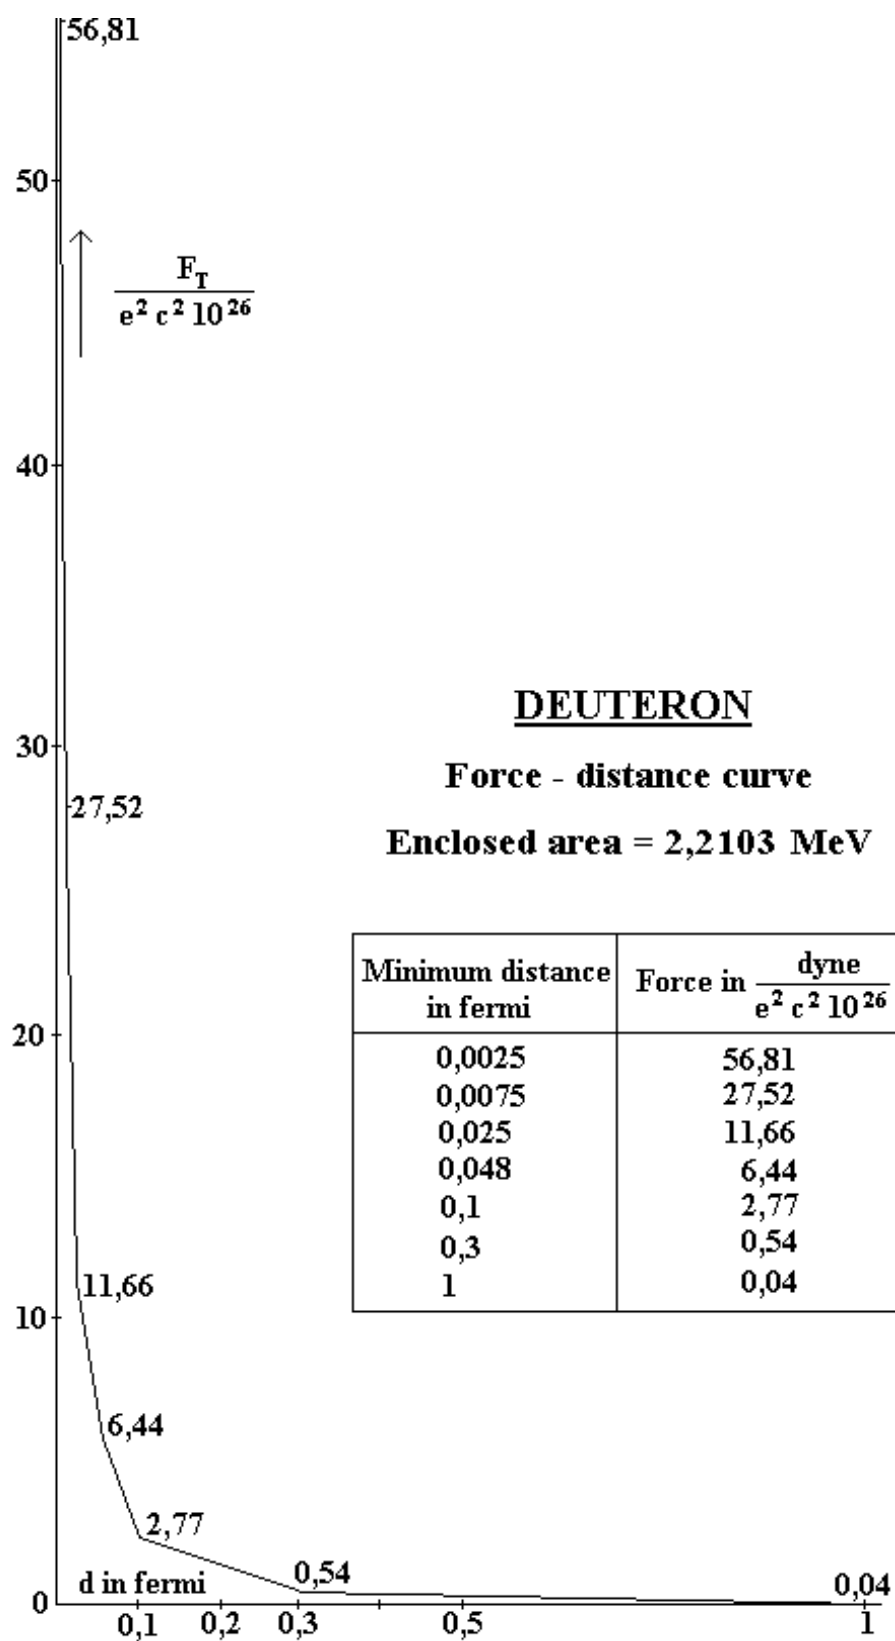 56,81
50
F_T
e² c² 10²⁶
40
30
27,52
DEUTERON
Force - distance curve
Enclosed area = 2,2103 MeV
Minimum distance in fermi
Force in dyne / e² c² 10²⁶
0,0025 56,81
0,0075 27,52
0,025 11,66
0,048 6,44
0,1 2,77
0,3 0,54
1 0,04
20
11,66
10
6,44
2,77
0,54
0,04
d in fermi
0
0,1 0,2 0,3 0,5 1